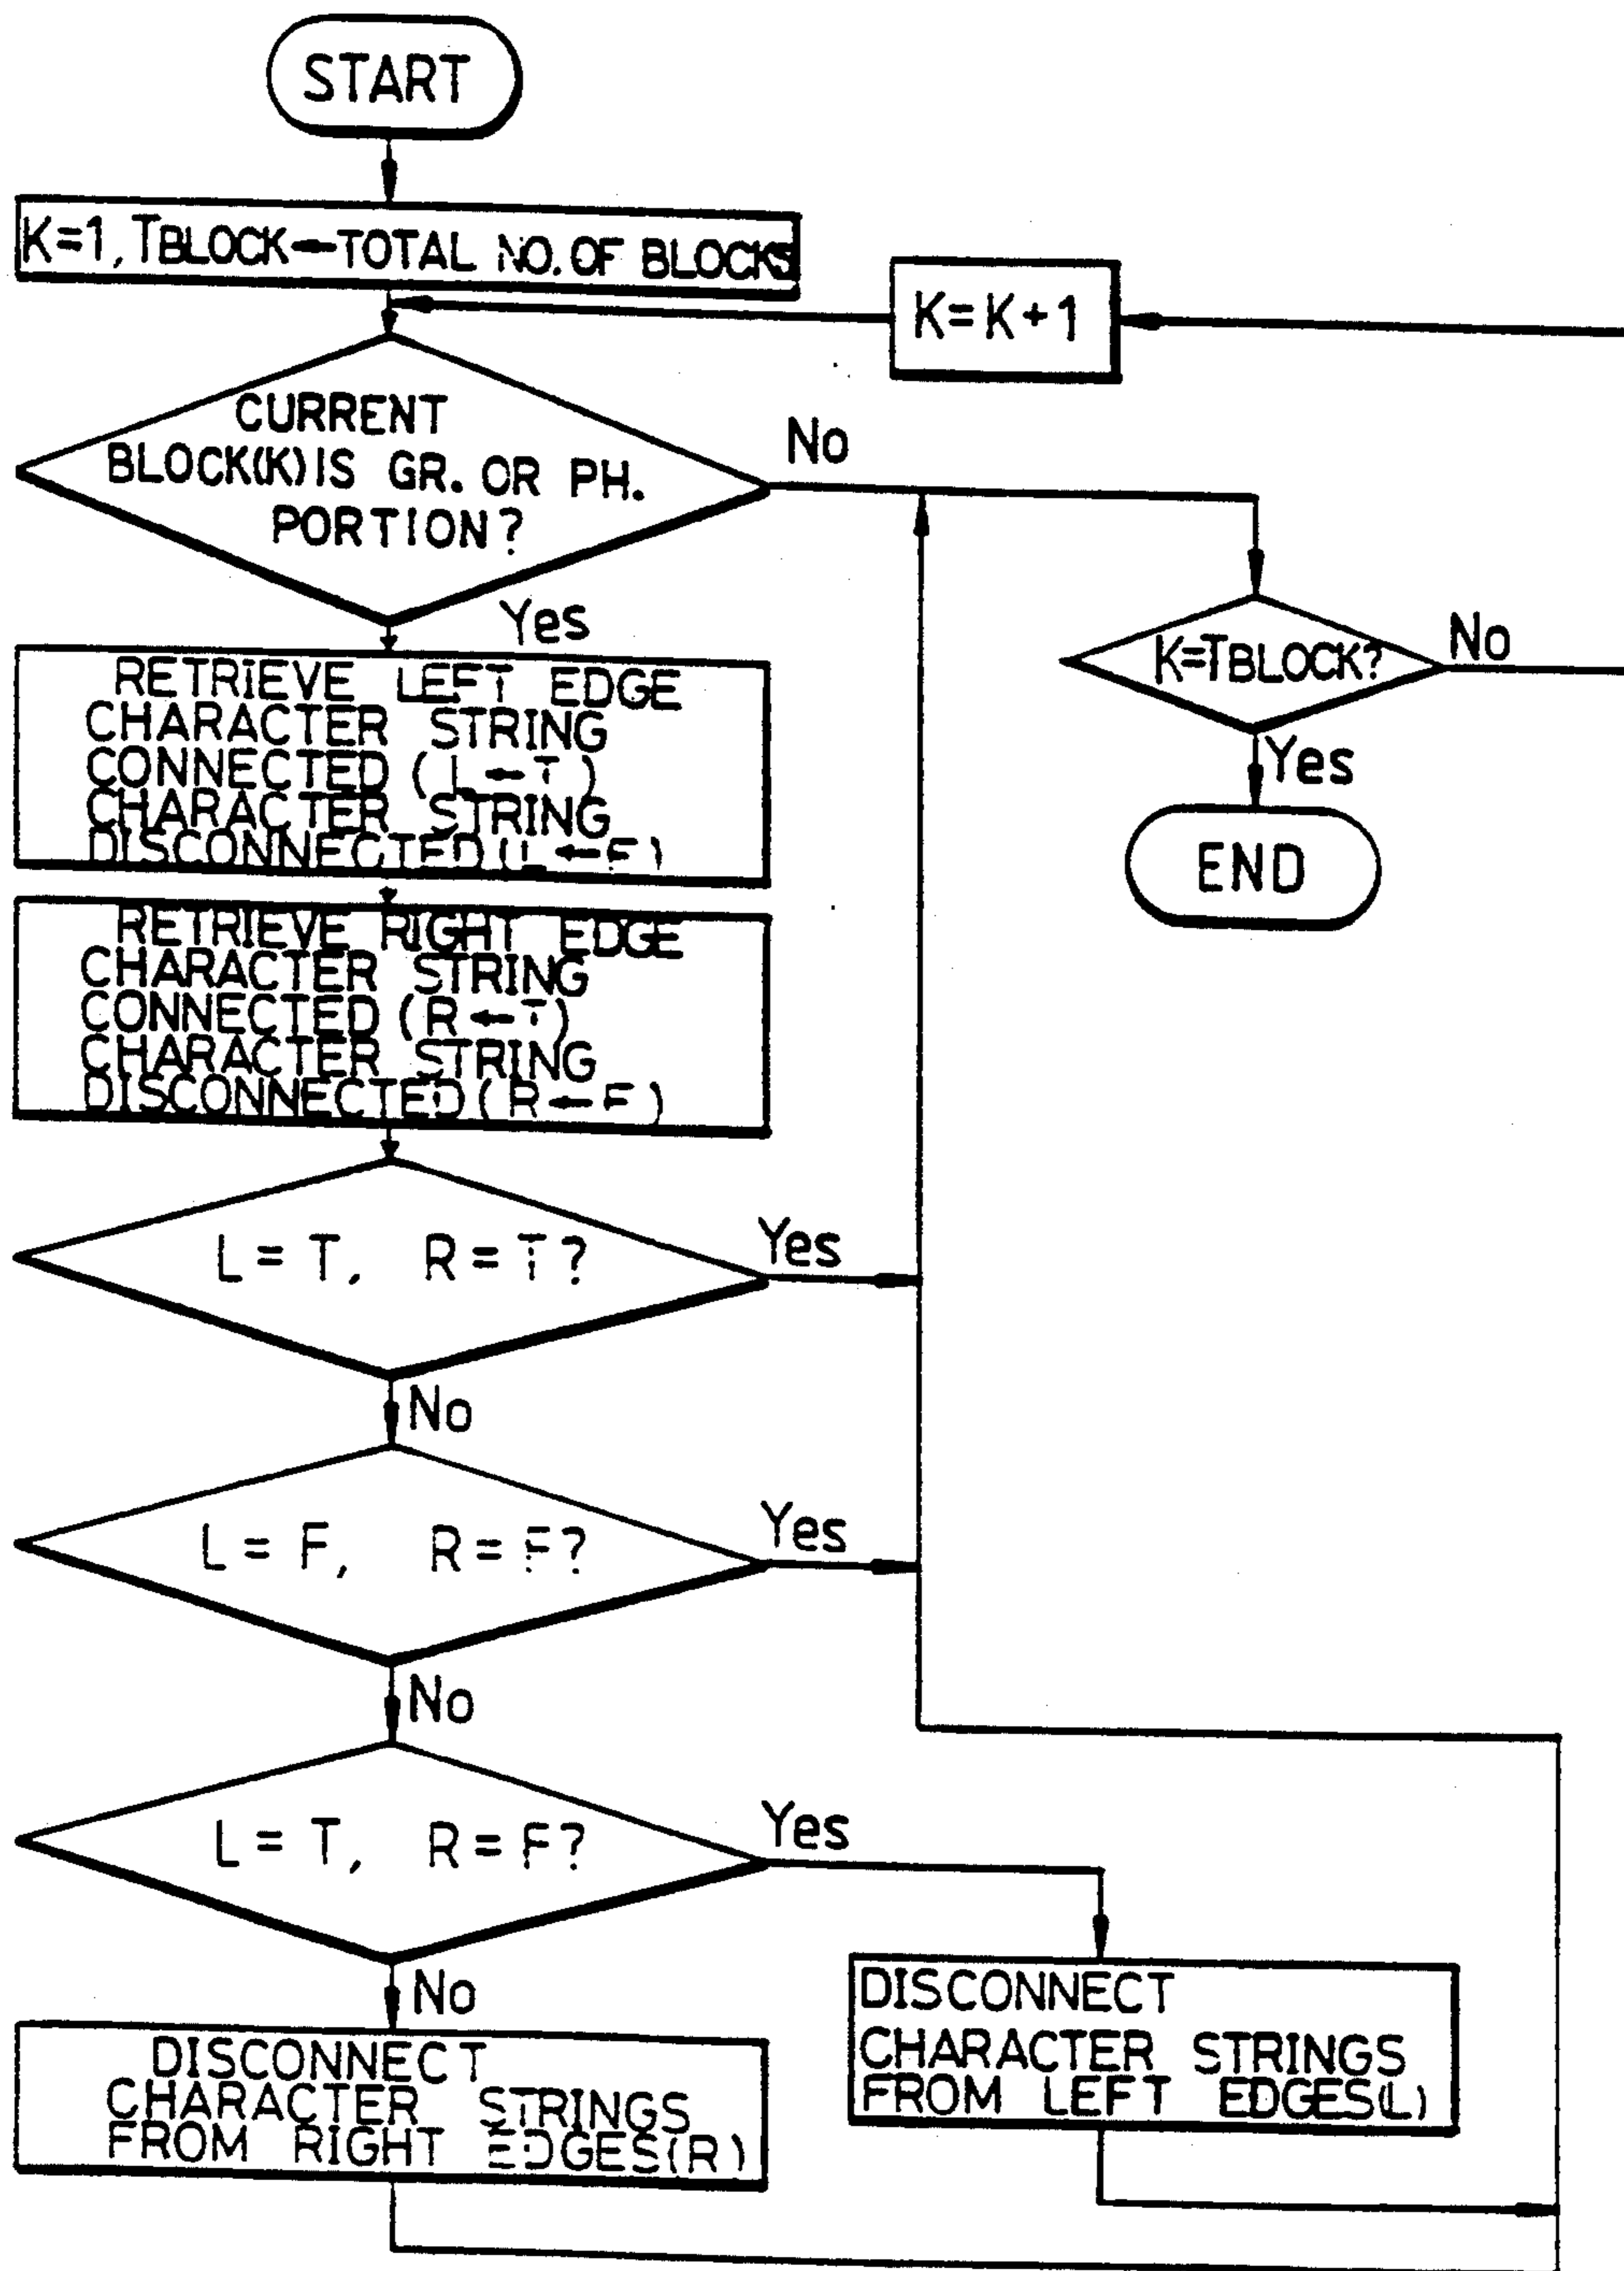 START
K=1, TBLOCK←TOTAL NO. OF BLOCKS
K=K+1
CURRENT
BLOCK(K) IS GR. OR PH.
PORTION?
No
Yes
K=TBLOCK?
No
Yes
END
RETRIEVE LEFT EDGE
CHARACTER STRING
CONNECTED (L←T)
CHARACTER STRING
DISCONNECTED (L←F)
RETRIEVE RIGHT EDGE
CHARACTER STRING
CONNECTED (R←T)
CHARACTER STRING
DISCONNECTED (R←F)
L = T, R = T?
Yes
No
L = F, R = F?
Yes
No
L = T, R = F?
Yes
No
DISCONNECT
CHARACTER STRINGS
FROM LEFT EDGES(L)
DISCONNECT
CHARACTER STRINGS
FROM RIGHT EDGES(R)